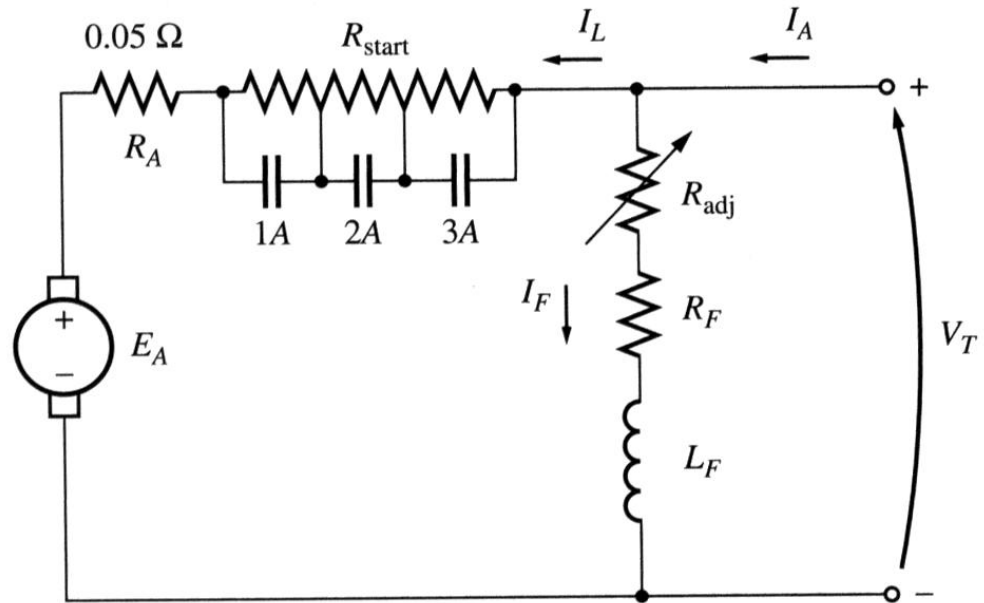 0.05 Ω
R_start
I_L
I_A
+
R_A
1A
2A
3A
R_adj
I_F
R_F
+
E_A
−
V_T
L_F
−